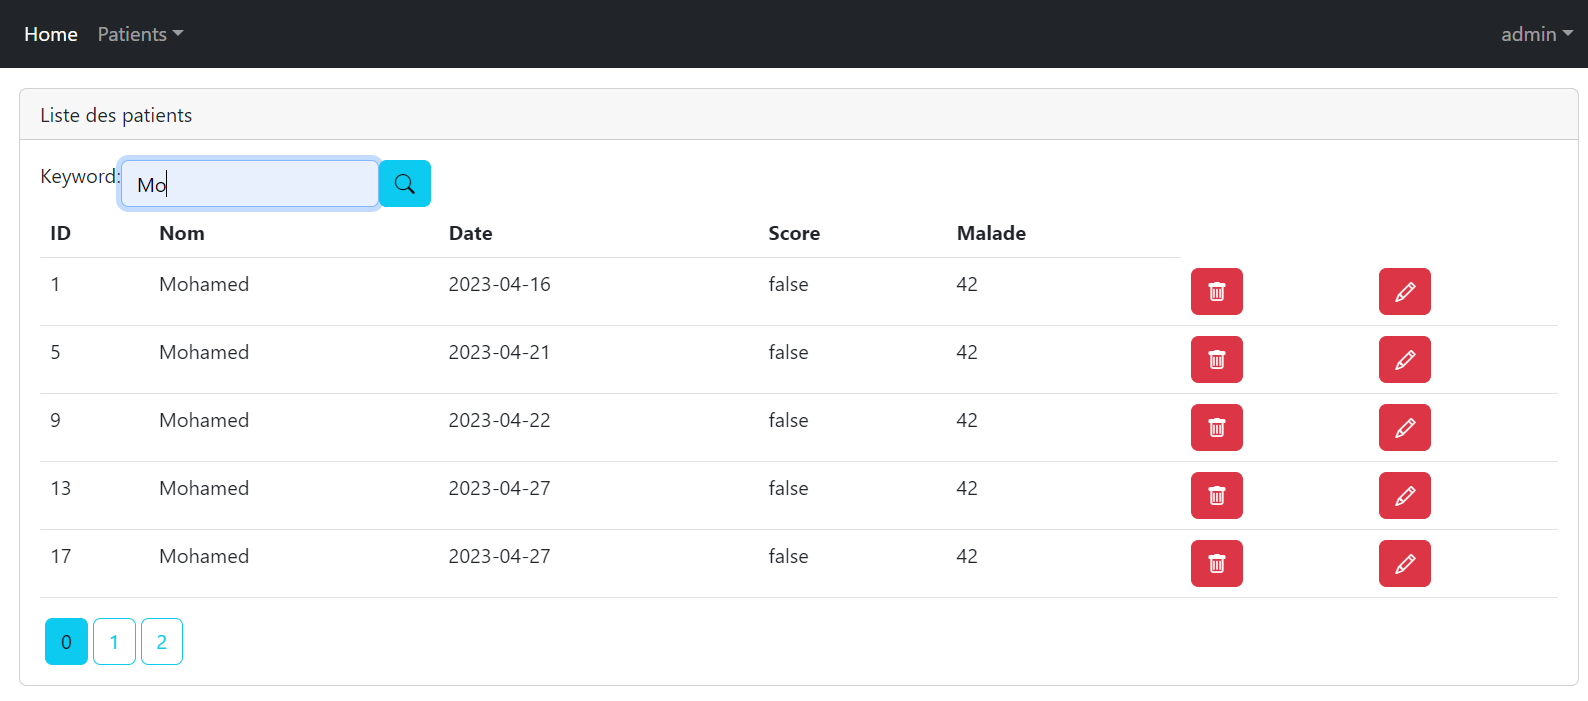 Home Patients admin
Liste des patients
Keyword: Mo
ID Nom Date Score Malade
1 Mohamed 2023-04-16 false 42
5 Mohamed 2023-04-21 false 42
9 Mohamed 2023-04-22 false 42
13 Mohamed 2023-04-27 false 42
17 Mohamed 2023-04-27 false 42
0 1 2